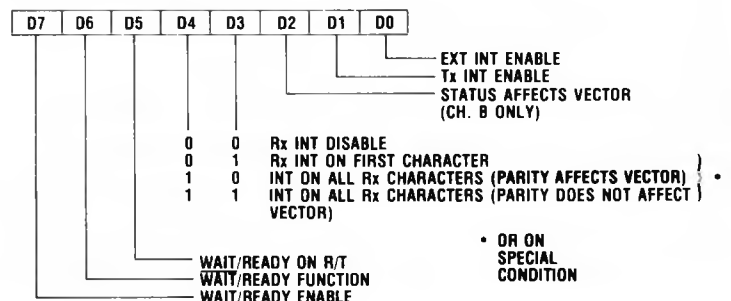 D7 D6 D5 D4 D3 D2 D1 D0
EXT INT ENABLE
Tx INT ENABLE
STATUS AFFECTS VECTOR
(CH. B ONLY)
0 0 Rx INT DISABLE
0 1 Rx INT ON FIRST CHARACTER
1 0 INT ON ALL Rx CHARACTERS (PARITY AFFECTS VECTOR) •
1 1 INT ON ALL Rx CHARACTERS (PARITY DOES NOT AFFECT
VECTOR)
• OR ON
SPECIAL
CONDITION
WAIT/READY ON R/T
WAIT/READY FUNCTION
WAIT/READY ENABLE